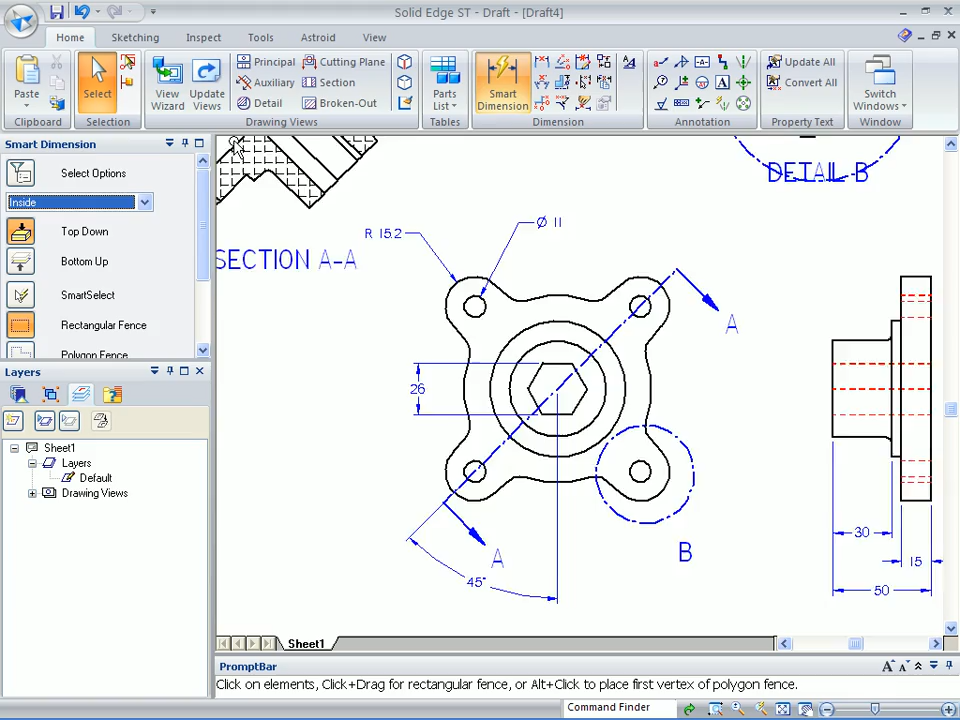 Solid Edge ST - Draft - [Draft4]
Home Sketching Inspect Tools Astroid View
Paste
Clipboard
Select
Selection
View Wizard
Update Views
Principal
Auxiliary
Detail
Cutting Plane
Section
Broken-Out
Drawing Views
Parts List
Tables
Smart Dimension
Dimension
Annotation
Update All
Convert All
Property Text
Switch Windows
Window
Smart Dimension
Select Options
Inside
Top Down
Bottom Up
SmartSelect
Rectangular Fence
Polygon Fence
Layers
Sheet1
Layers
Default
Drawing Views
SECTION A-A
DETAIL B
R 15.2
Ø 11
A
26
A
B
45°
30
15
50
Sheet1
PromptBar
Click on elements, Click+Drag for rectangular fence, or Alt+Click to place first vertex of polygon fence.
Command Finder